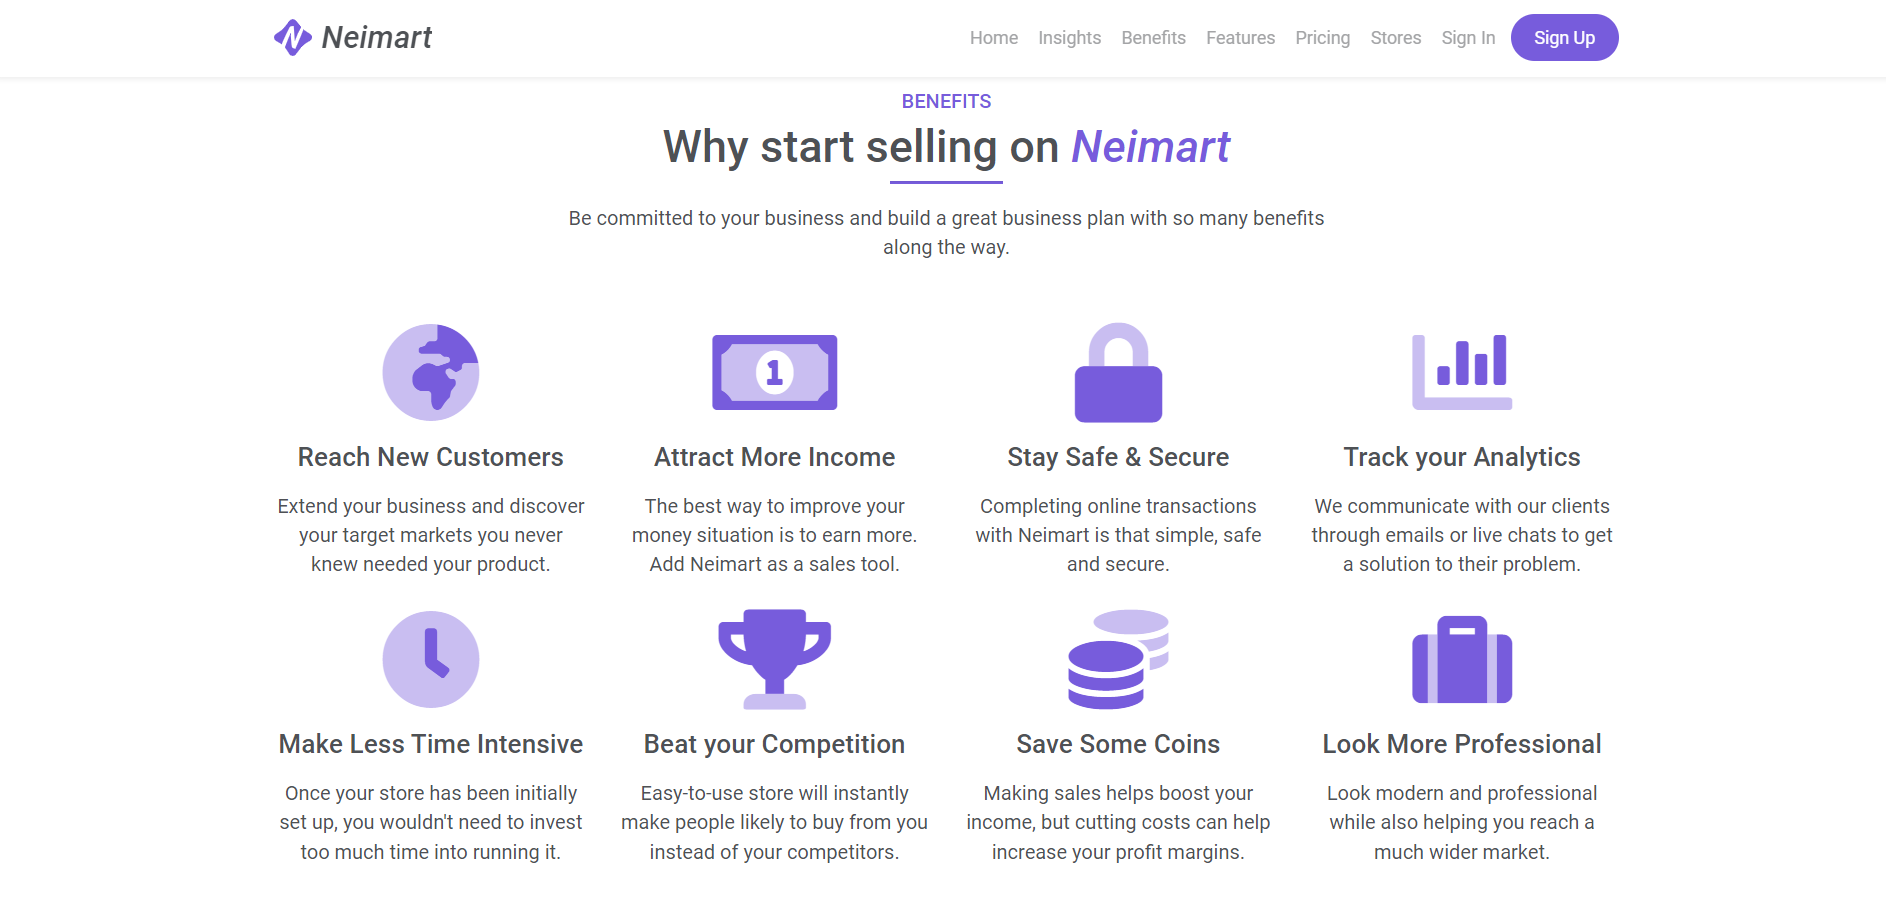 Neimart
Home Insights Benefits Features Pricing Stores Sign In Sign Up
BENEFITS
Why start selling on Neimart
Be committed to your business and build a great business plan with so many benefits
along the way.
1
Reach New Customers
Extend your business and discover
your target markets you never
knew needed your product.
Attract More Income
The best way to improve your
money situation is to earn more.
Add Neimart as a sales tool.
Stay Safe & Secure
Completing online transactions
with Neimart is that simple, safe
and secure.
Track your Analytics
We communicate with our clients
through emails or live chats to get
a solution to their problem.
Make Less Time Intensive
Once your store has been initially
set up, you wouldn't need to invest
too much time into running it.
Beat your Competition
Easy-to-use store will instantly
make people likely to buy from you
instead of your competitors.
Save Some Coins
Making sales helps boost your
income, but cutting costs can help
increase your profit margins.
Look More Professional
Look modern and professional
while also helping you reach a
much wider market.